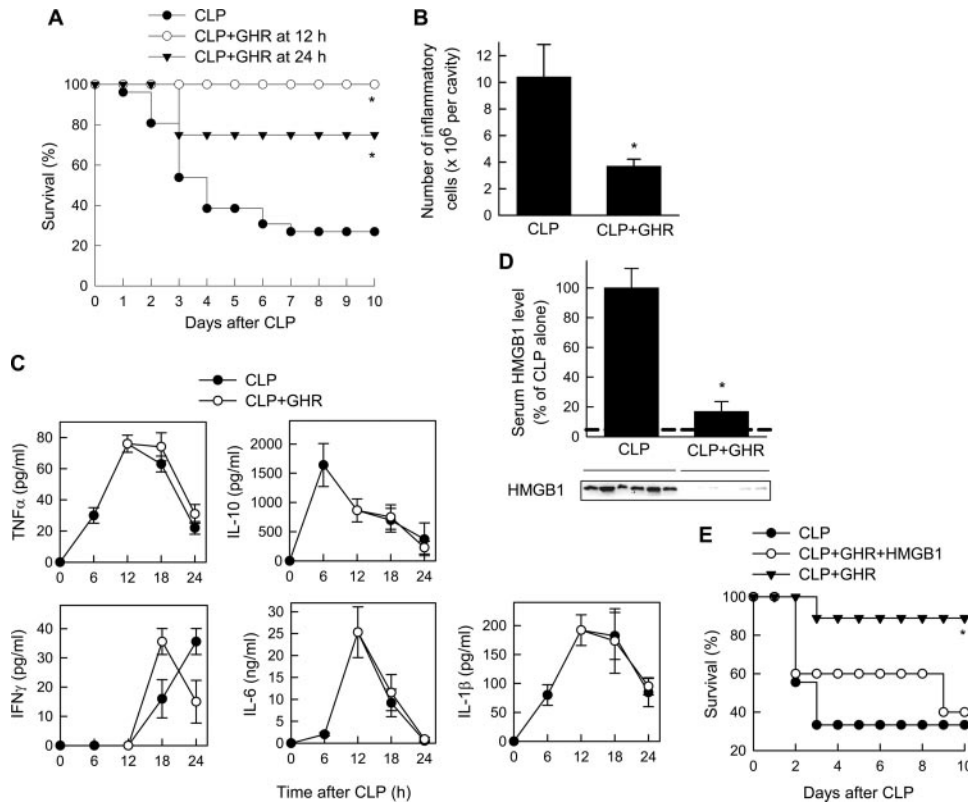 A
CLP
CLP+GHR at 12 h
CLP+GHR at 24 h
Survival (%)
100
80
60
40
20
0
*
*
0 1 2 3 4 5 6 7 8 9 10
Days after CLP
B
Number of inflammatory
cells (x 10⁶ per cavity)
12
10
8
6
4
2
0
*
CLP CLP+GHR
D
Serum HMGB1 level
(% of CLP alone)
100
80
60
40
20
0
*
CLP CLP+GHR
HMGB1
C
CLP
CLP+GHR
TNFα (pg/ml)
80
60
40
20
0
0 6 12 18 24
IL-10 (pg/ml)
2000
1500
1000
500
0
0 6 12 18 24
IFNγ (pg/ml)
40
30
20
10
0
0 6 12 18 24
IL-6 (ng/ml)
30
25
20
15
10
5
0
0 6 12 18 24
IL-1β (pg/ml)
250
200
150
100
50
0
0 6 12 18 24
Time after CLP (h)
E
CLP
CLP+GHR+HMGB1
CLP+GHR
Survival (%)
100
80
60
40
20
*
0 2 4 6 8 10
Days after CLP